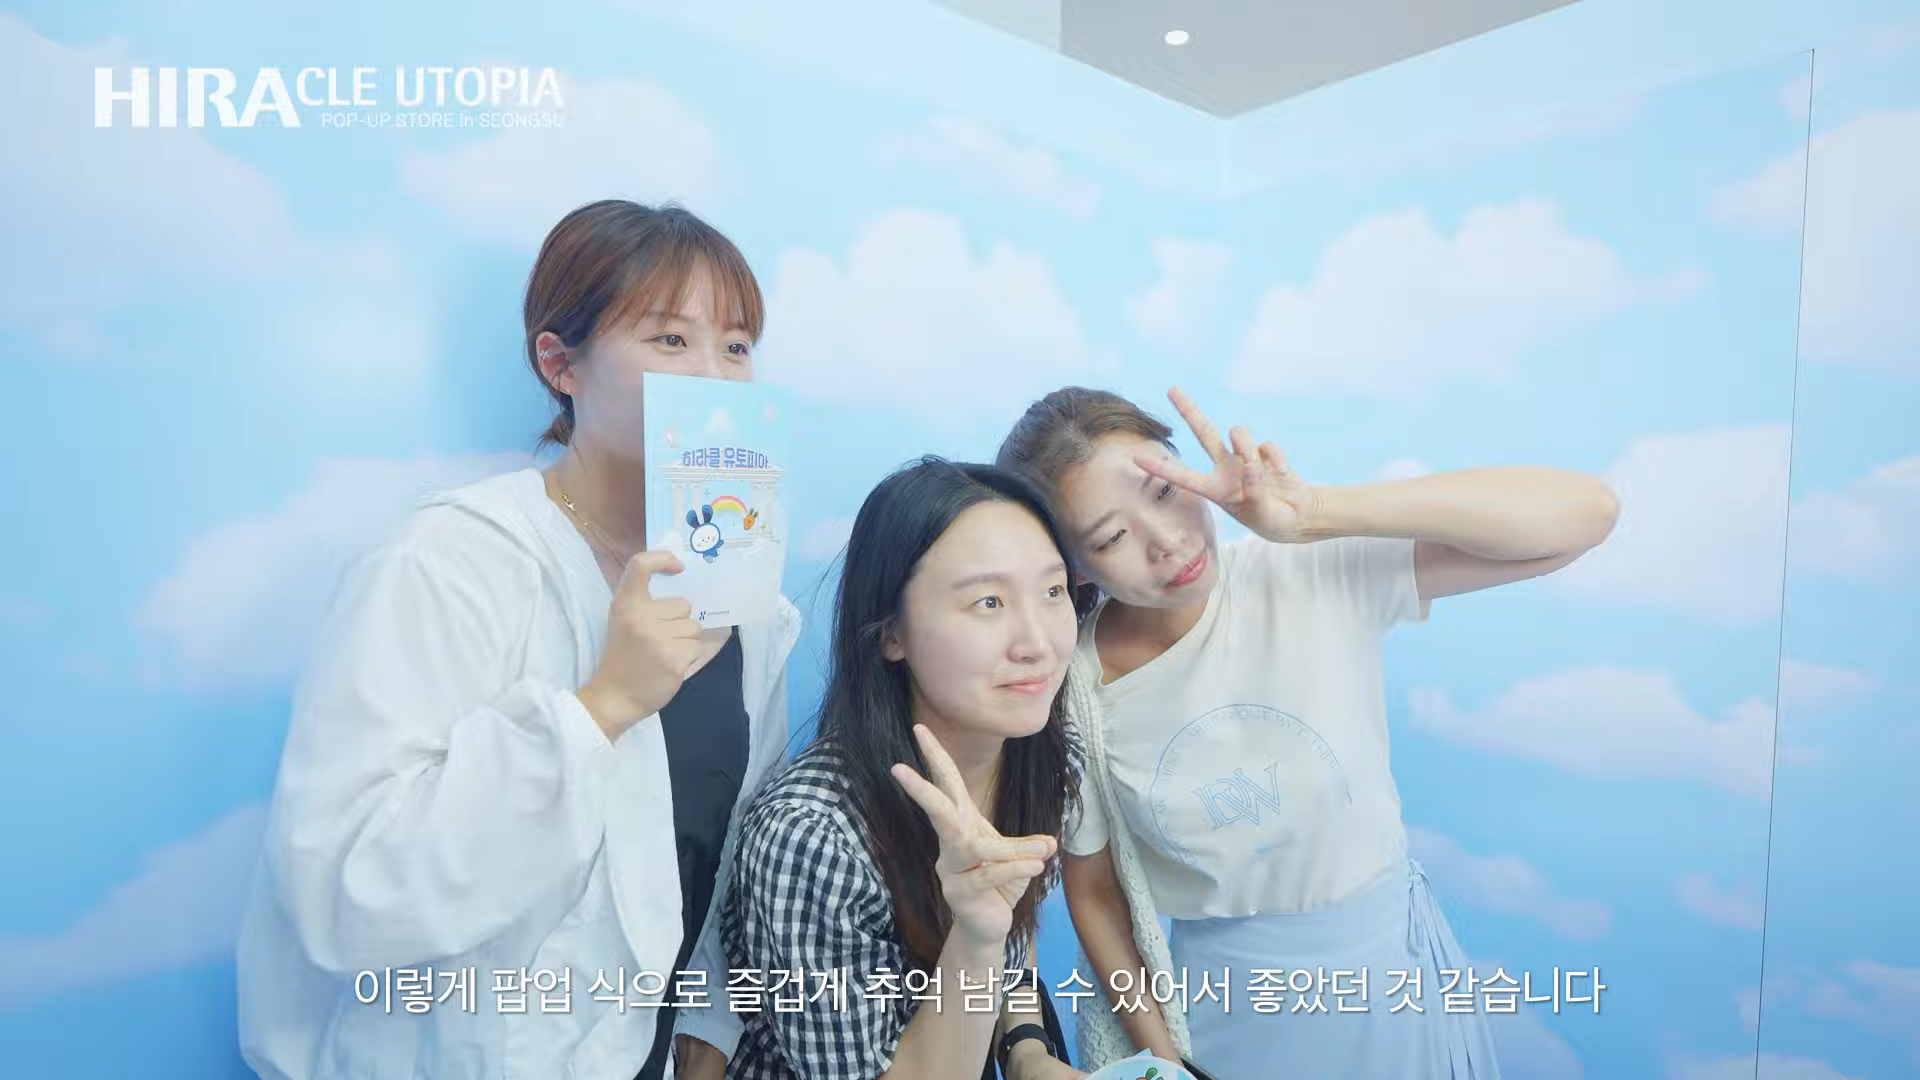 HIRACLE UTOPIA
POP-UP STORE in SEONGSU
히라클 유토피아
이렇게 팝업 식으로 즐겁게 추억 남길 수 있어서 좋았던 것 같습니다